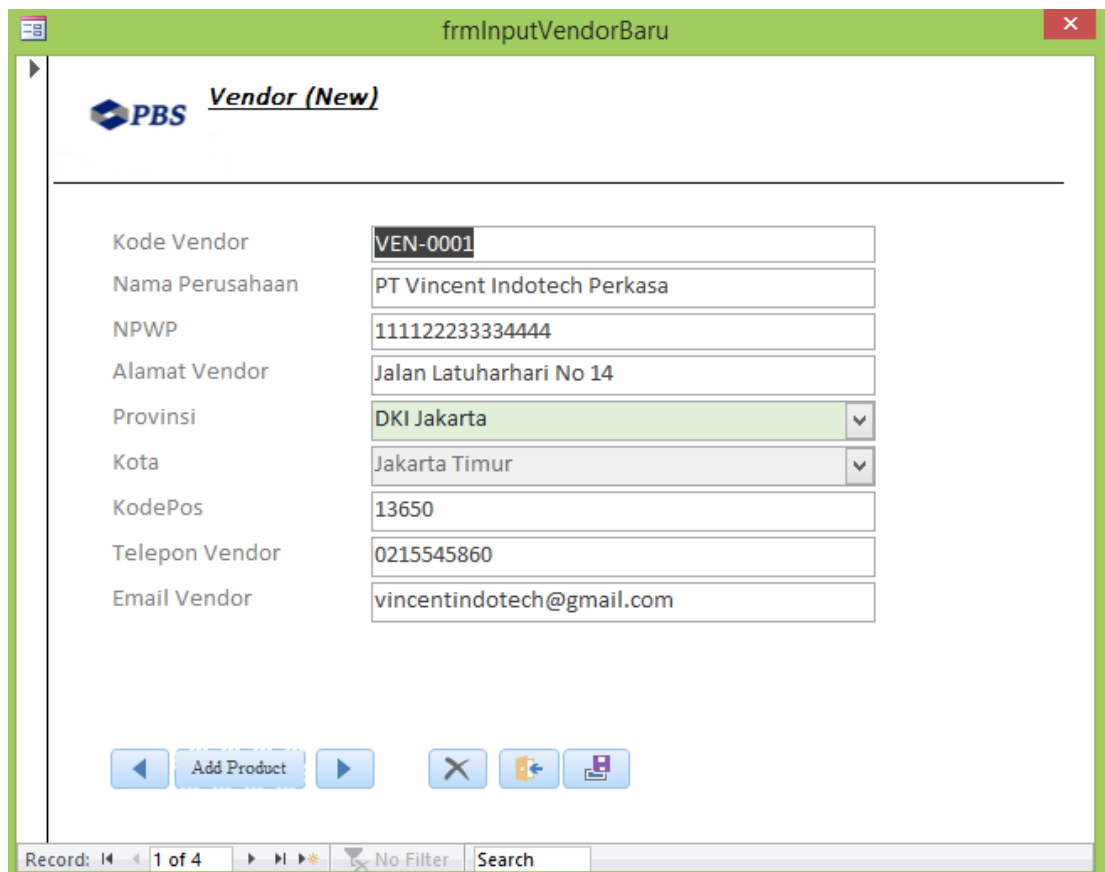 frmInputVendorBaru
Vendor (New)
PBS
Kode Vendor VEN-0001
Nama Perusahaan PT Vincent Indotech Perkasa
NPWP 111122233334444
Alamat Vendor Jalan Latuharhari No 14
Provinsi DKI Jakarta
Kota Jakarta Timur
KodePos 13650
Telepon Vendor 0215545860
Email Vendor vincentindotech@gmail.com
Add Product
Record: 1 of 4 No Filter Search